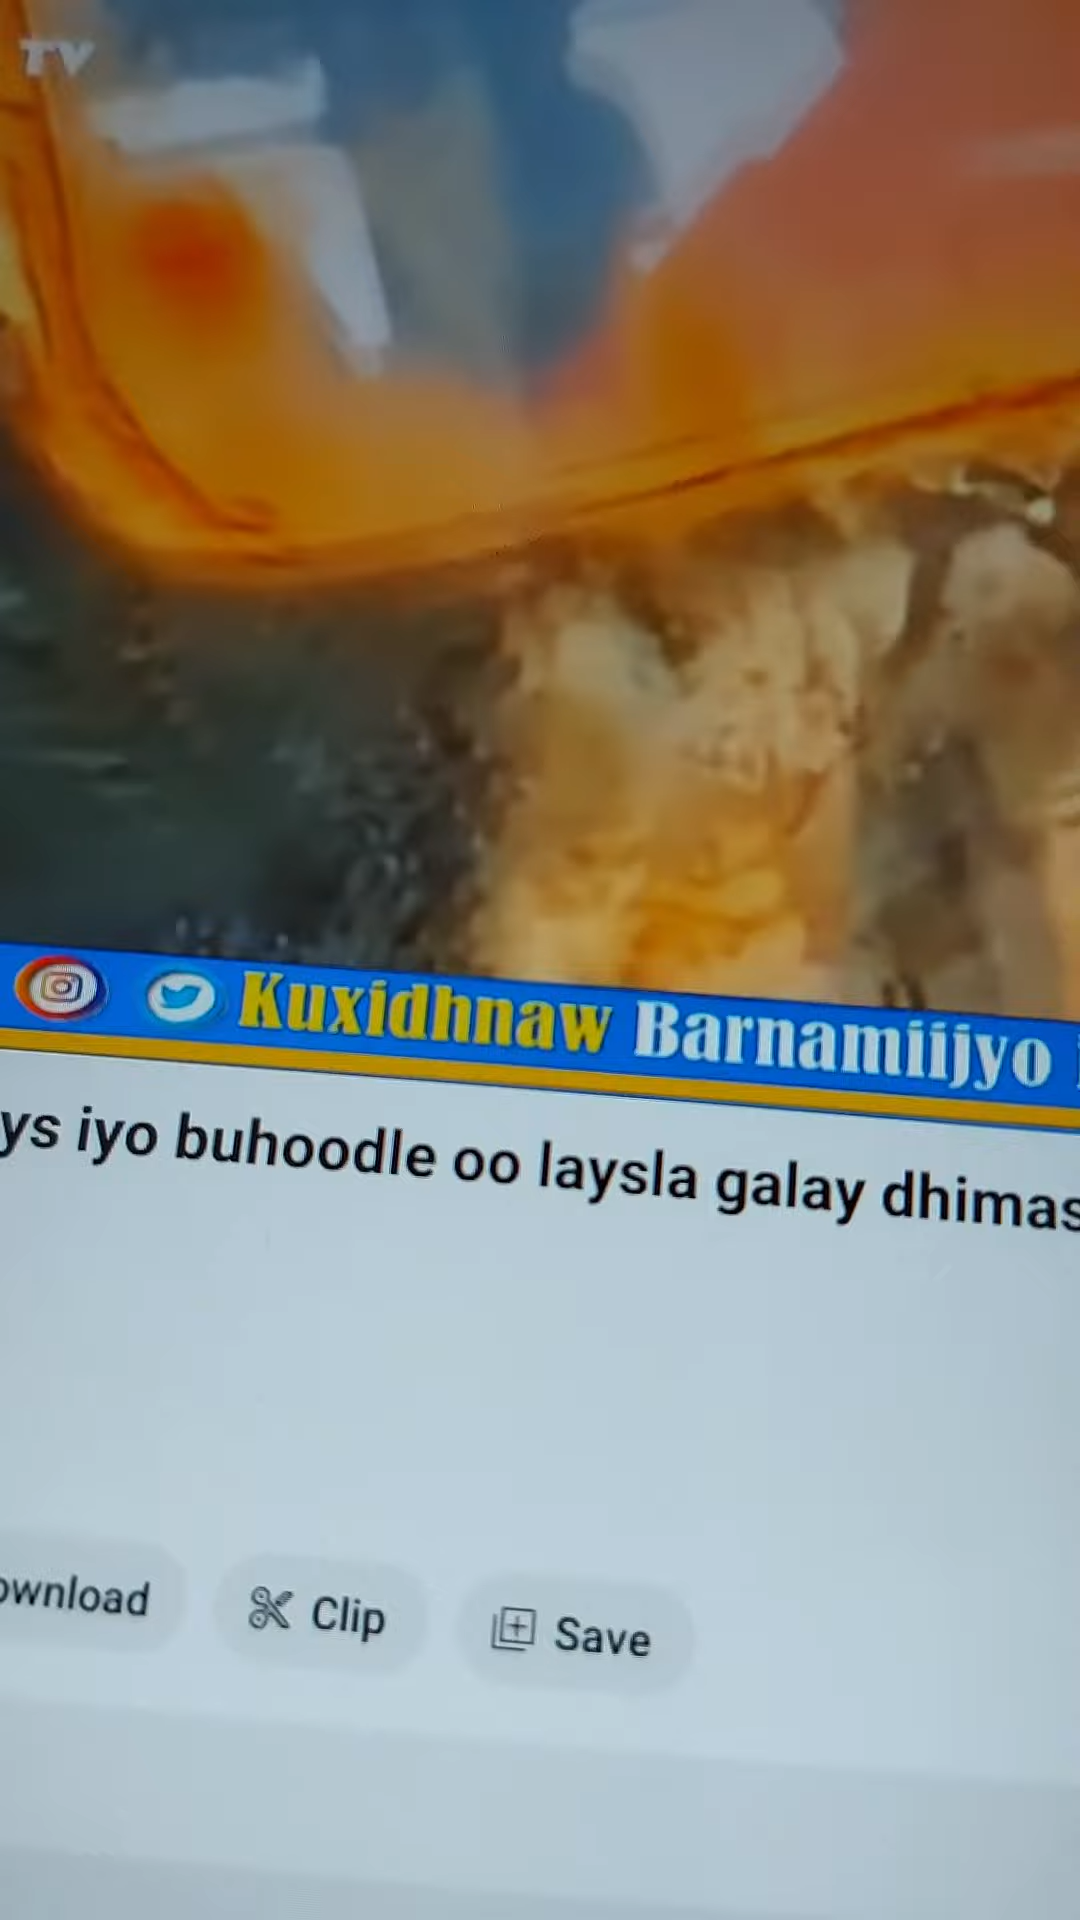 TV
Kuxidhnaw Barnamiijyo
ys iyo buhoodle oo laysla galay dhimas
ownload
Clip
Save